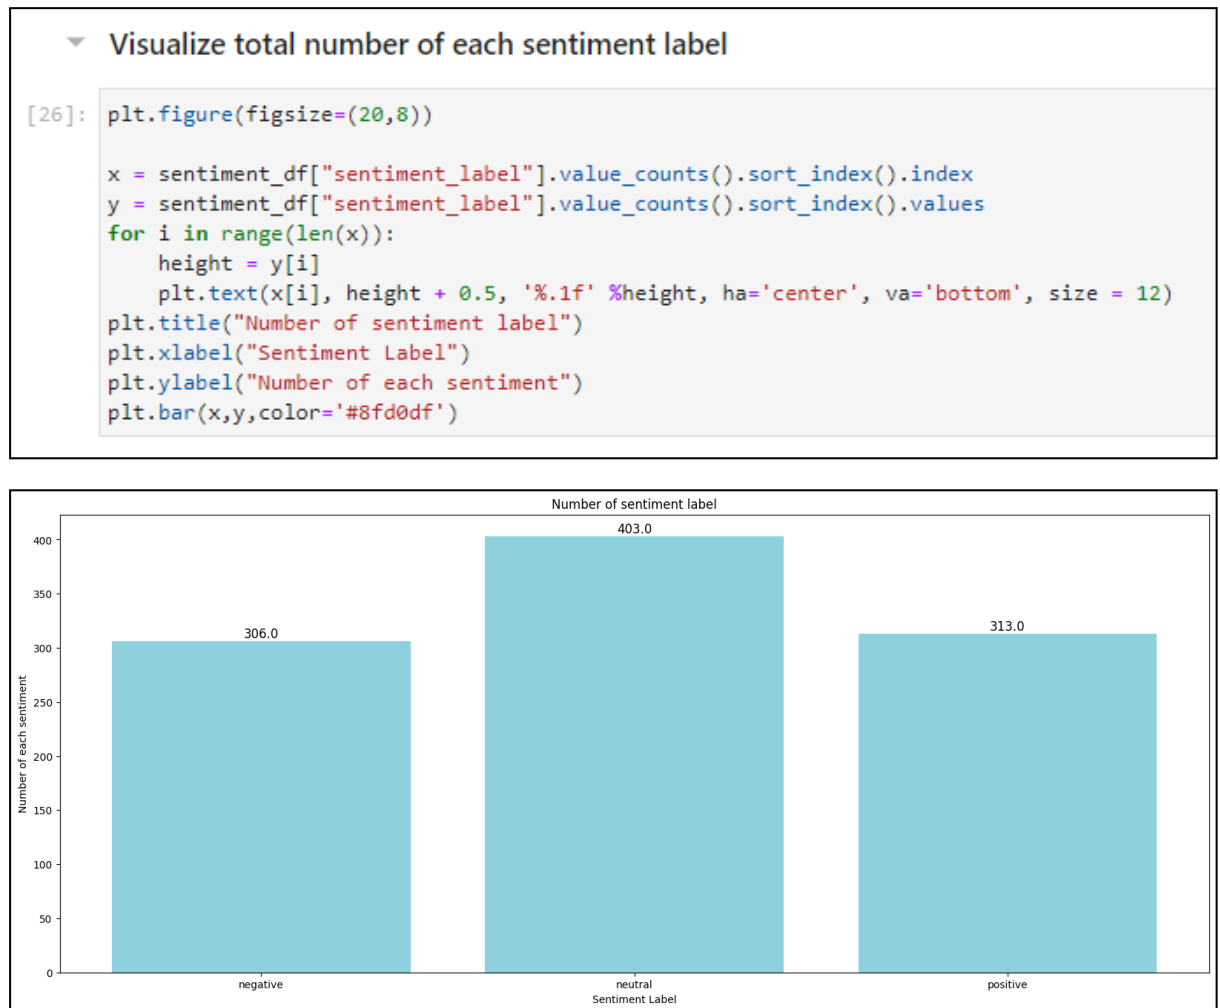 Visualize total number of each sentiment label
[26]: plt.figure(figsize=(20,8))
x = sentiment_df["sentiment_label"].value_counts().sort_index().index
y = sentiment_df["sentiment_label"].value_counts().sort_index().values
for i in range(len(x)):
    height = y[i]
    plt.text(x[i], height + 0.5, '%.1f' %height, ha='center', va='bottom', size = 12)
plt.title("Number of sentiment label")
plt.xlabel("Sentiment Label")
plt.ylabel("Number of each sentiment")
plt.bar(x,y,color='#8fd0df')
Number of sentiment label
403.0
313.0
306.0
Number of each sentiment
400
350
300
250
200
150
100
50
0
negative neutral positive
Sentiment Label